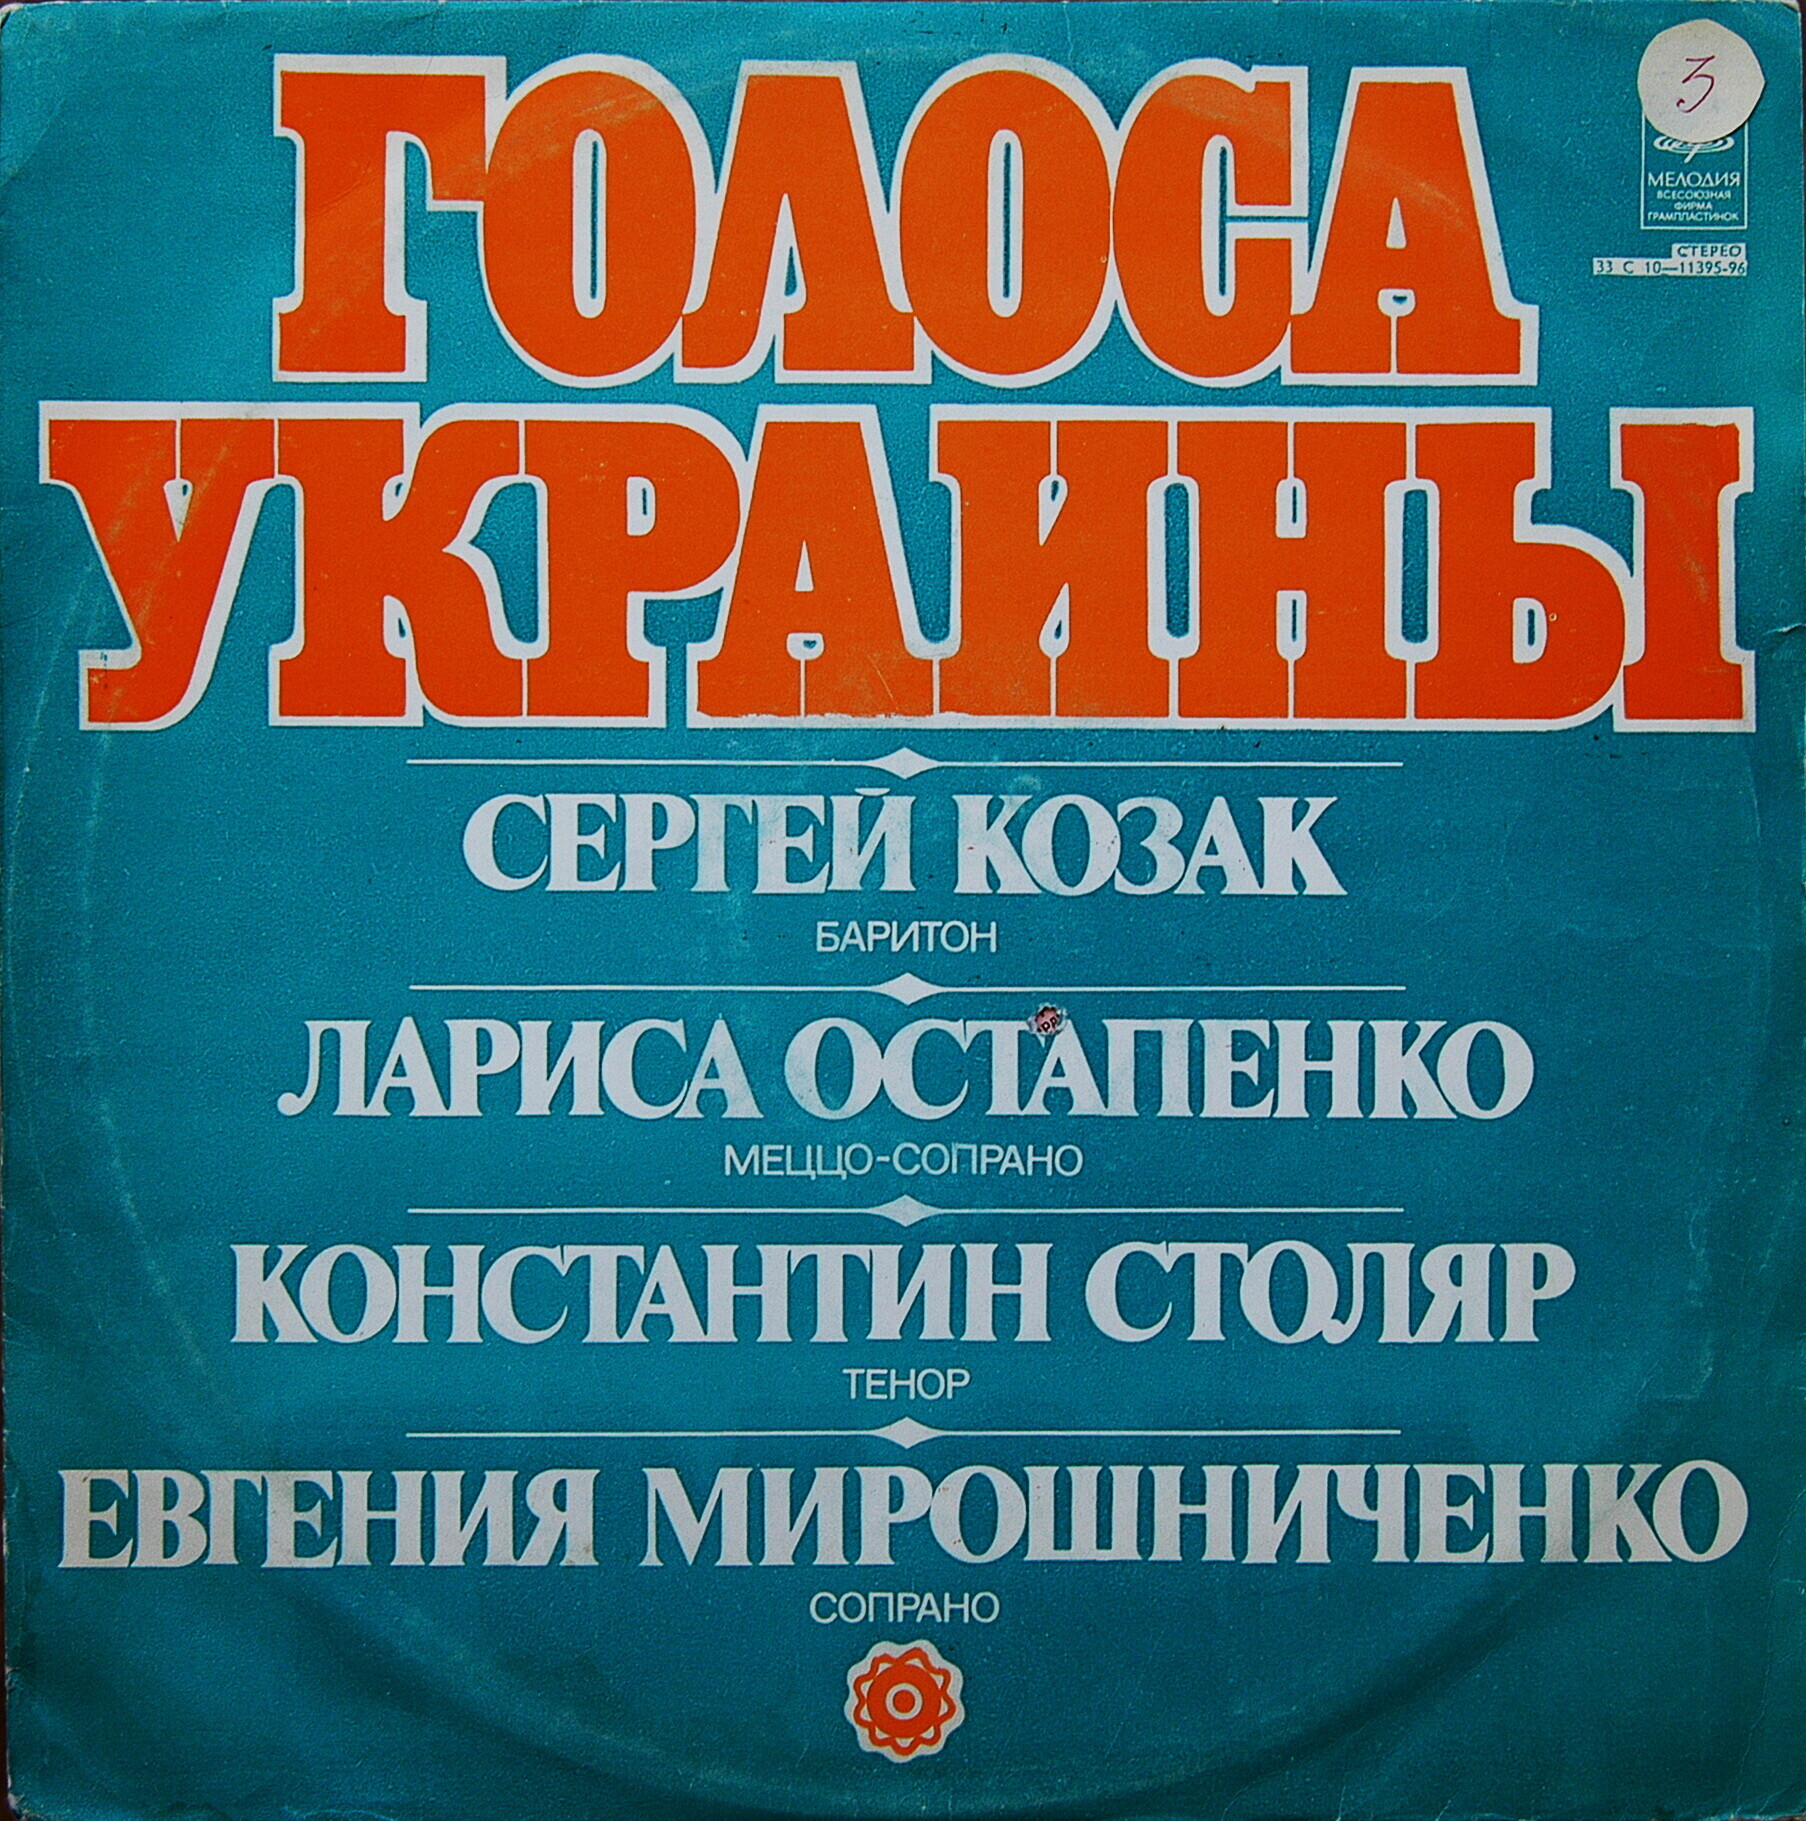 ГОЛОСА
УКРАИНЫ
3
МЕЛОДИЯ
ВСЕСОЮЗНАЯ
ФИРМА
ГРАМПЛАСТИНОК
СТЕРЕО
33 С 10—11395-96
СЕРГЕЙ КОЗАК
БАРИТОН
ЛАРИСА ОСТАПЕНКО
МЕЦЦО-СОПРАНО
КОНСТАНТИН СТОЛЯР
ТЕНОР
ЕВГЕНИЯ МИРОШНИЧЕНКО
СОПРАНО